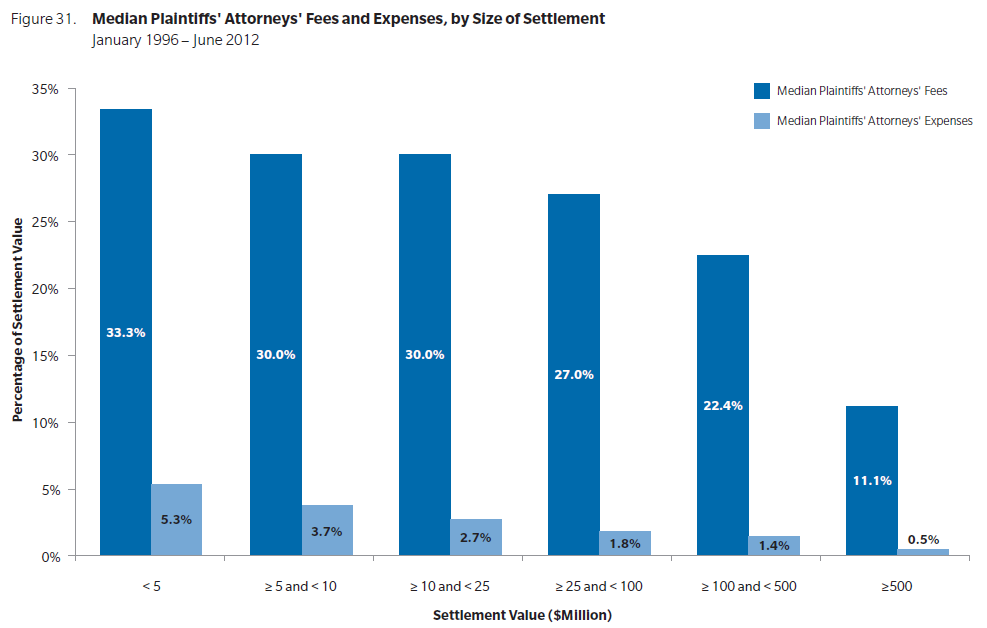 Figure 31. Median Plaintiffs' Attorneys' Fees and Expenses, by Size of Settlement
January 1996 – June 2012
Median Plaintiffs' Attorneys' Fees
Median Plaintiffs' Attorneys' Expenses
Percentage of Settlement Value
35%
30%
25%
20%
15%
10%
5%
0%
33.3%
5.3%
30.0%
3.7%
30.0%
2.7%
27.0%
1.8%
22.4%
1.4%
11.1%
0.5%
< 5
≥ 5 and < 10
≥ 10 and < 25
≥ 25 and < 100
≥ 100 and < 500
≥500
Settlement Value ($Million)